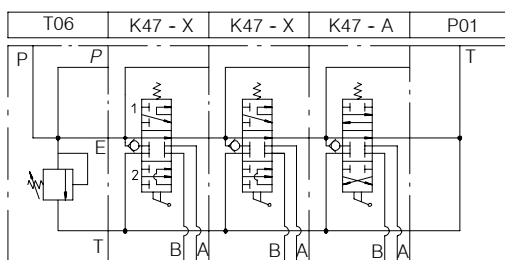 T06 K47 - X K47 - X K47 - A P01
P P T
1
E
2
T B A B A B A